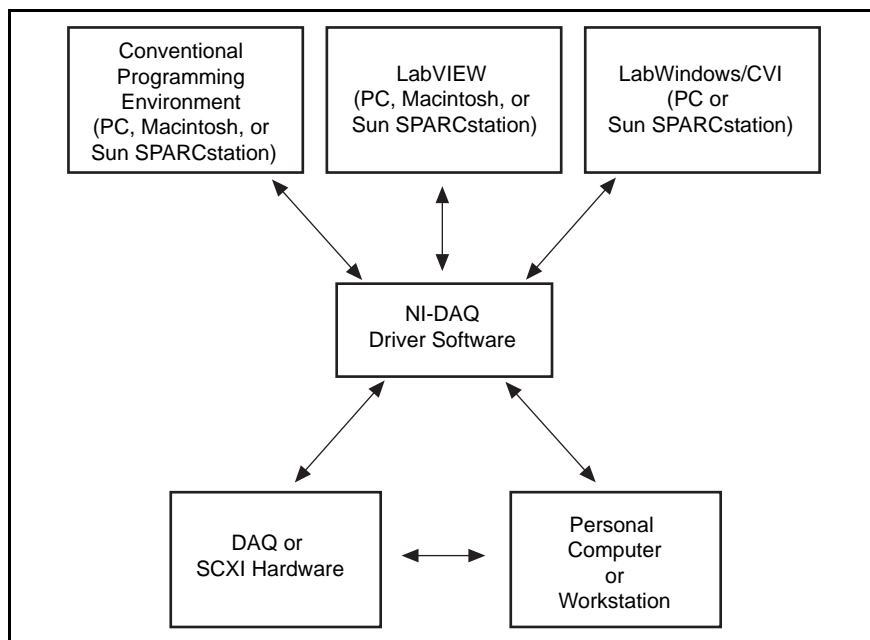 Conventional
Programming
Environment
(PC, Macintosh, or
Sun SPARCstation)
LabVIEW
(PC, Macintosh, or
Sun SPARCstation)
LabWindows/CVI
(PC or
Sun SPARCstation)
NI-DAQ
Driver Software
DAQ or
SCXI Hardware
Personal
Computer
or
Workstation